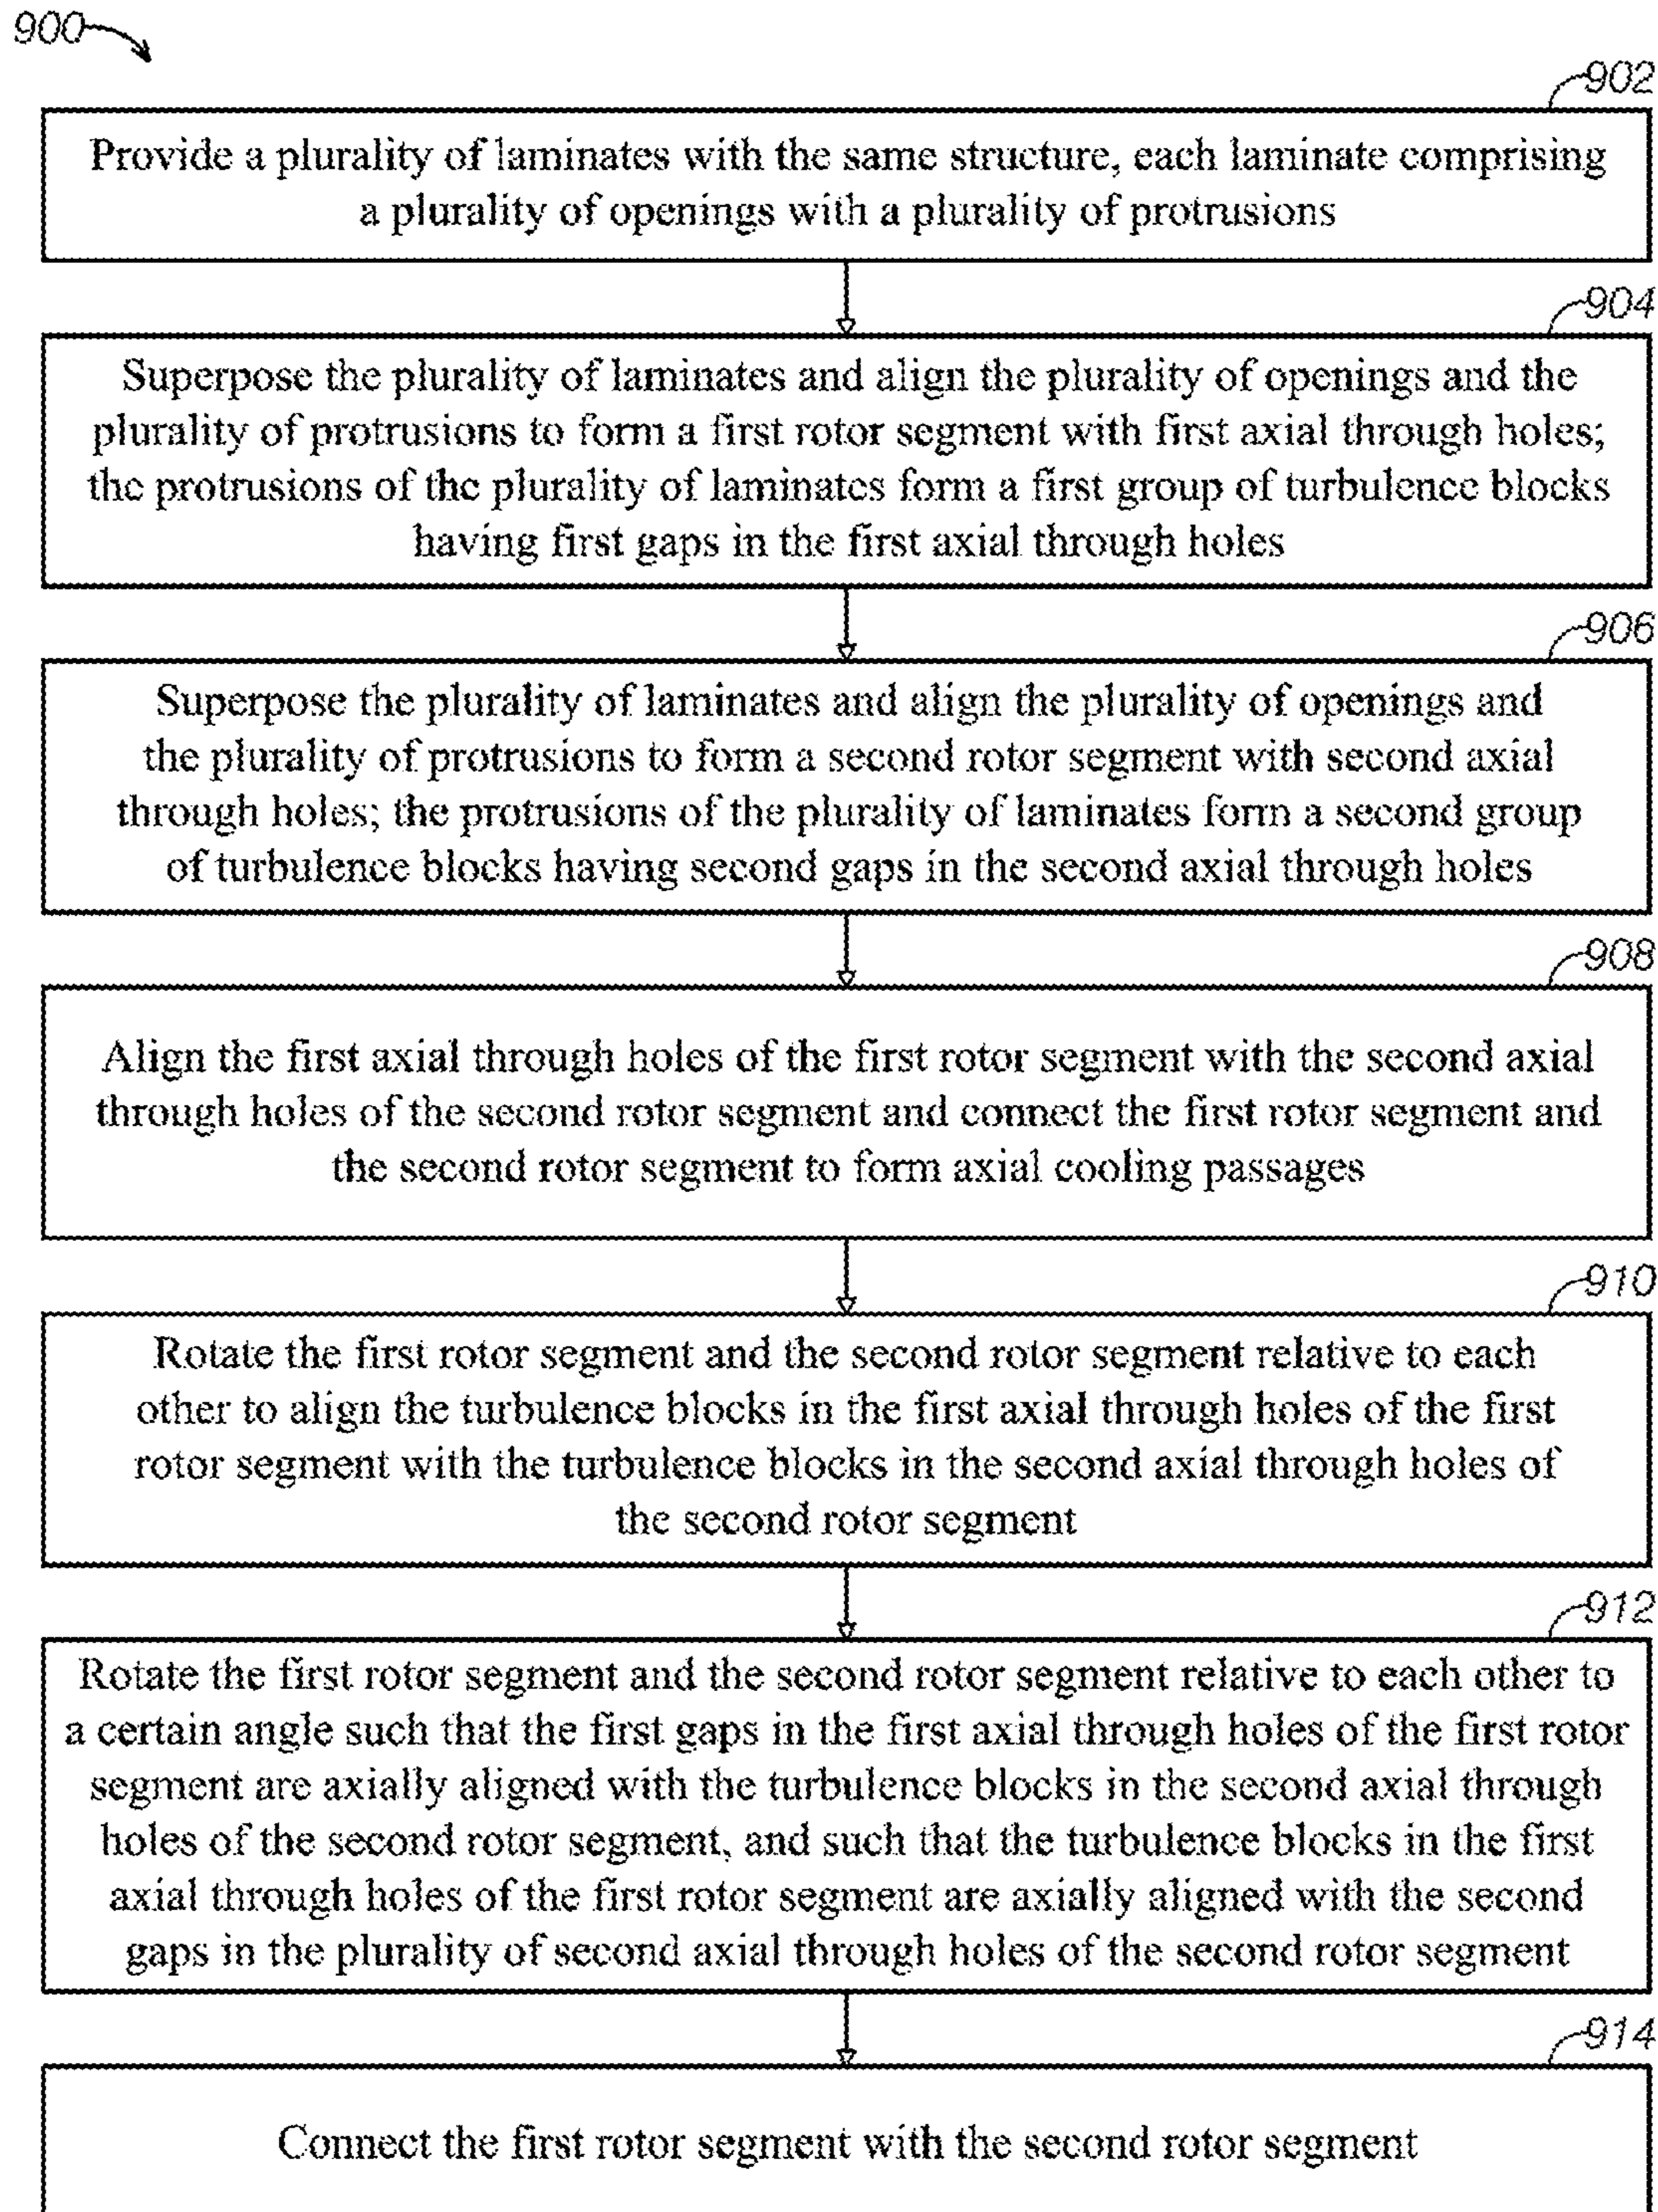 900
902
Provide a plurality of laminates with the same structure, each laminate comprising
a plurality of openings with a plurality of protrusions
904
Superpose the plurality of laminates and align the plurality of openings and the
plurality of protrusions to form a first rotor segment with first axial through holes;
the protrusions of the plurality of laminates form a first group of turbulence blocks
having first gaps in the first axial through holes
906
Superpose the plurality of laminates and align the plurality of openings and
the plurality of protrusions to form a second rotor segment with second axial
through holes; the protrusions of the plurality of laminates form a second group
of turbulence blocks having second gaps in the second axial through holes
908
Align the first axial through holes of the first rotor segment with the second axial
through holes of the second rotor segment and connect the first rotor segment and
the second rotor segment to form axial cooling passages
910
Rotate the first rotor segment and the second rotor segment relative to each
other to align the turbulence blocks in the first axial through holes of the first
rotor segment with the turbulence blocks in the second axial through holes of
the second rotor segment
912
Rotate the first rotor segment and the second rotor segment relative to each other to
a certain angle such that the first gaps in the first axial through holes of the first rotor
segment are axially aligned with the turbulence blocks in the second axial through
holes of the second rotor segment, and such that the turbulence blocks in the first
axial through holes of the first rotor segment are axially aligned with the second
gaps in the plurality of second axial through holes of the second rotor segment
914
Connect the first rotor segment with the second rotor segment